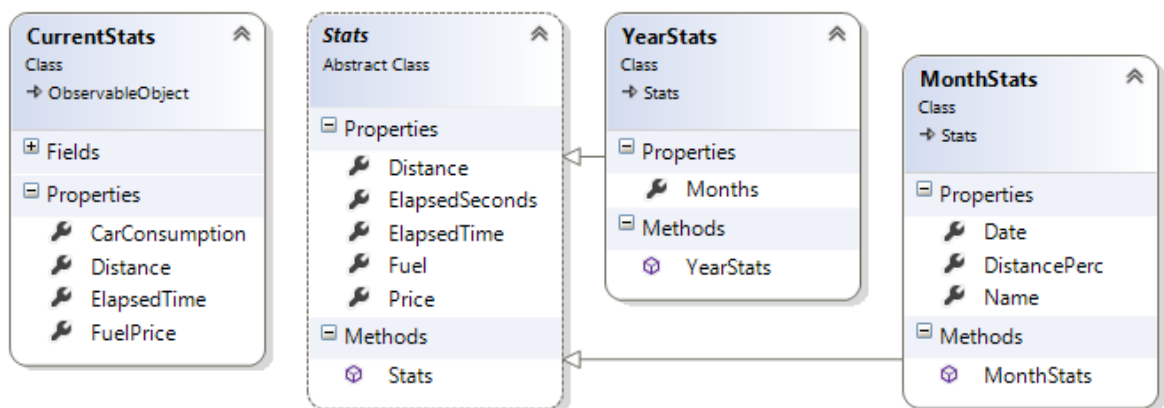 CurrentStats
Class
ObservableObject
Fields
Properties
CarConsumption
Distance
ElapsedTime
FuelPrice
Stats
Abstract Class
Properties
Distance
ElapsedSeconds
ElapsedTime
Fuel
Price
Methods
Stats
YearStats
Class
Stats
Properties
Months
Methods
YearStats
MonthStats
Class
Stats
Properties
Date
DistancePerc
Name
Methods
MonthStats